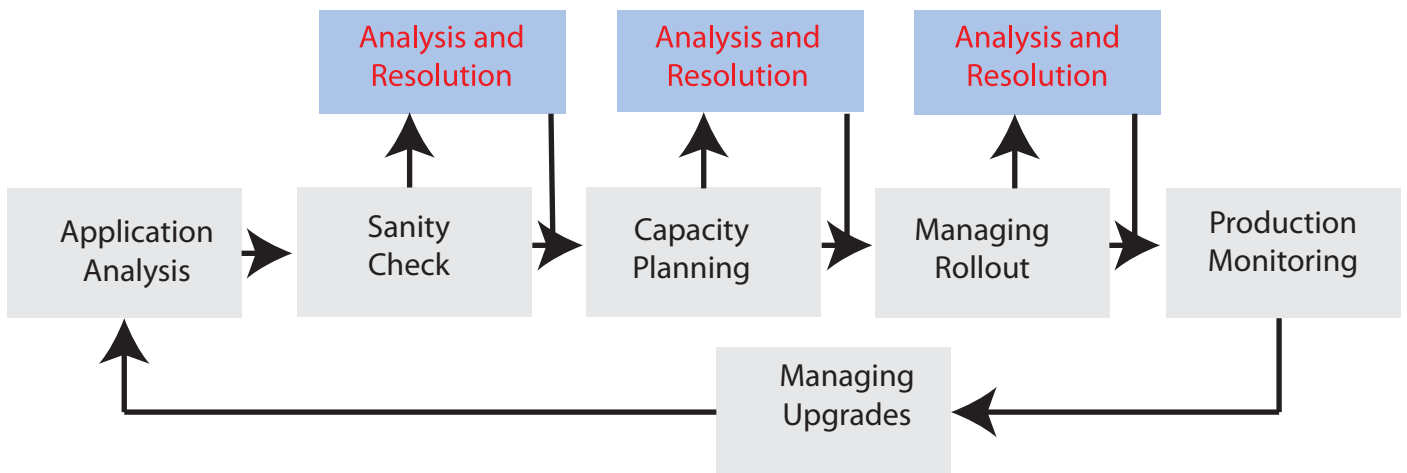 Analysis and
Resolution
Analysis and
Resolution
Analysis and
Resolution
Application
Analysis
Sanity
Check
Capacity
Planning
Managing
Rollout
Production
Monitoring
Managing
Upgrades